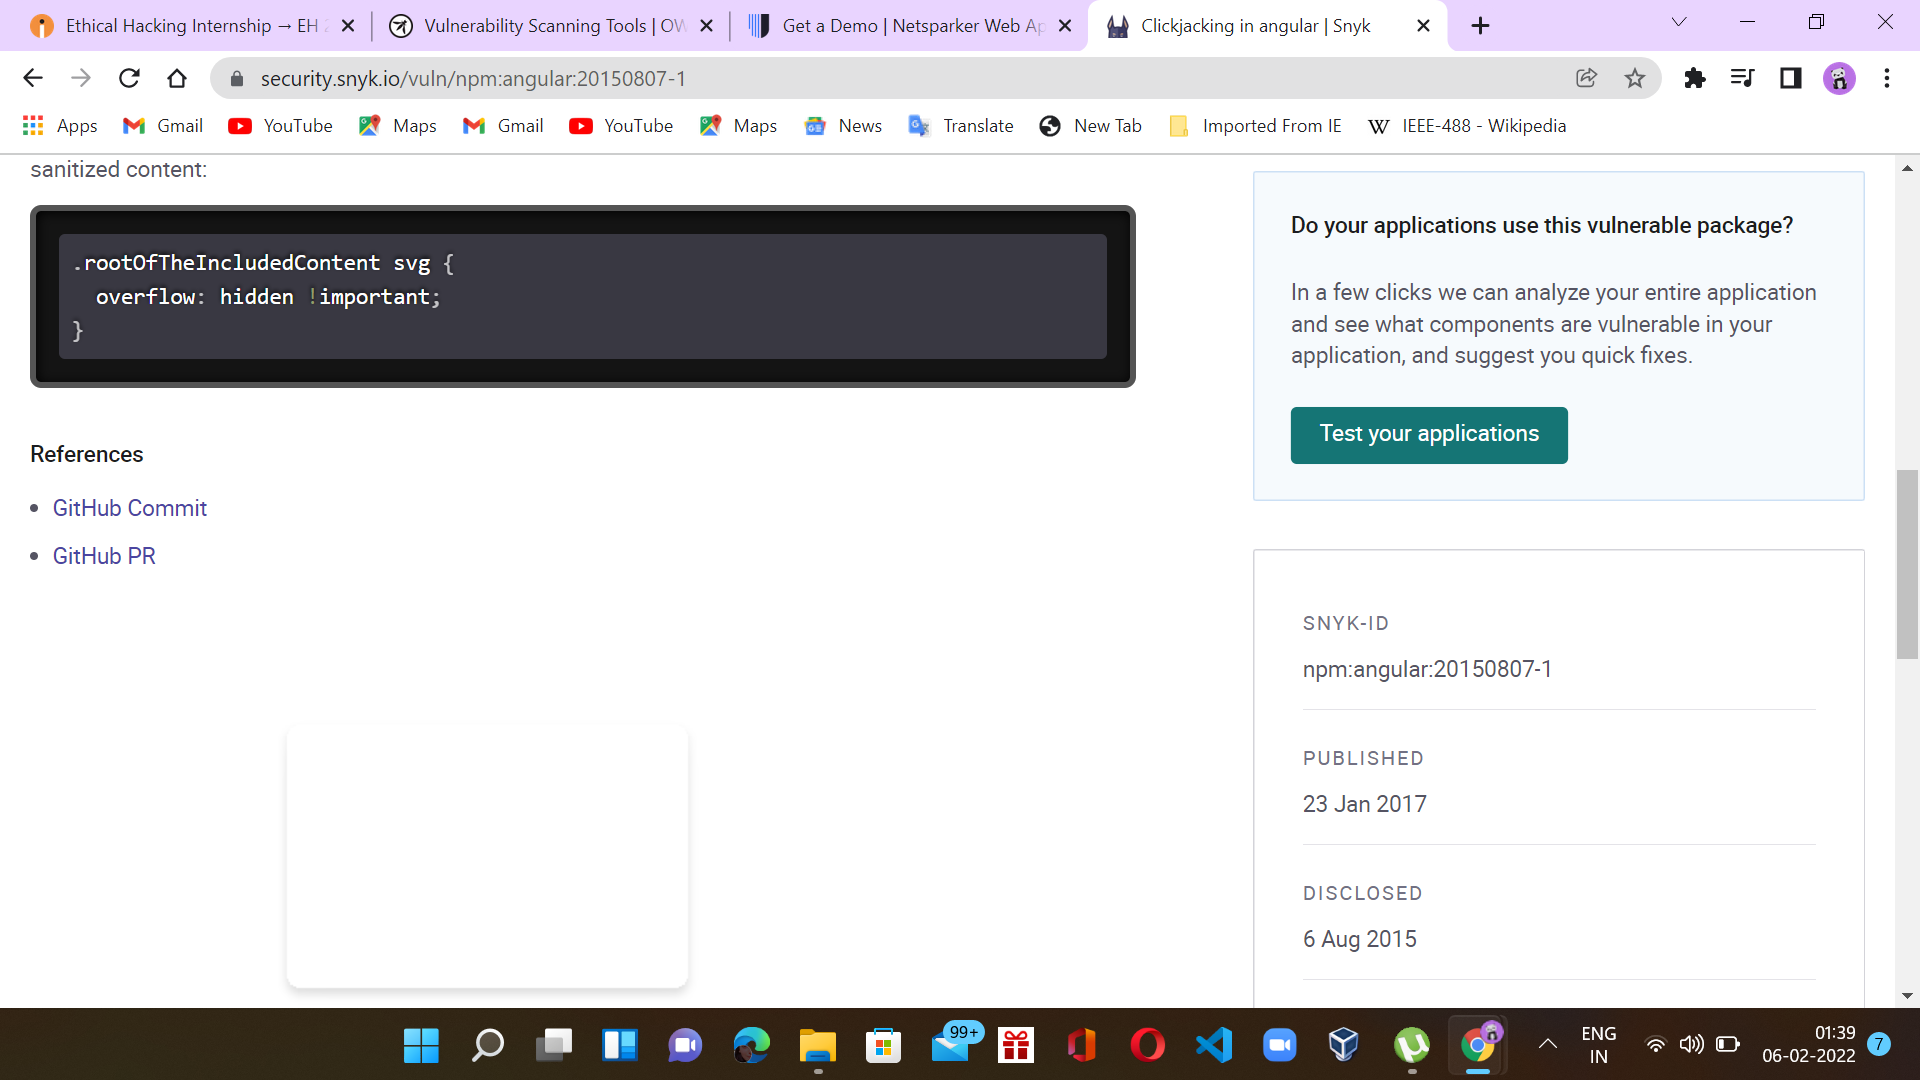 Ethical Hacking Internship → EH
Vulnerability Scanning Tools | OW
Get a Demo | Netsparker Web Ap
Clickjacking in angular | Snyk
security.snyk.io/vuln/npm:angular:20150807-1
Apps
Gmail
YouTube
Maps
Gmail
YouTube
Maps
News
Translate
New Tab
Imported From IE
W
IEEE-488 - Wikipedia
sanitized content:
.rootOfTheIncludedContent svg {
overflow: hidden !important;
}
References
• GitHub Commit
• GitHub PR
Do your applications use this vulnerable package?
In a few clicks we can analyze your entire application
and see what components are vulnerable in your
application, and suggest you quick fixes.
Test your applications
SNYK-ID
npm:angular:20150807-1
PUBLISHED
23 Jan 2017
DISCLOSED
6 Aug 2015
99+
ENG
IN
01:39
06-02-2022
7